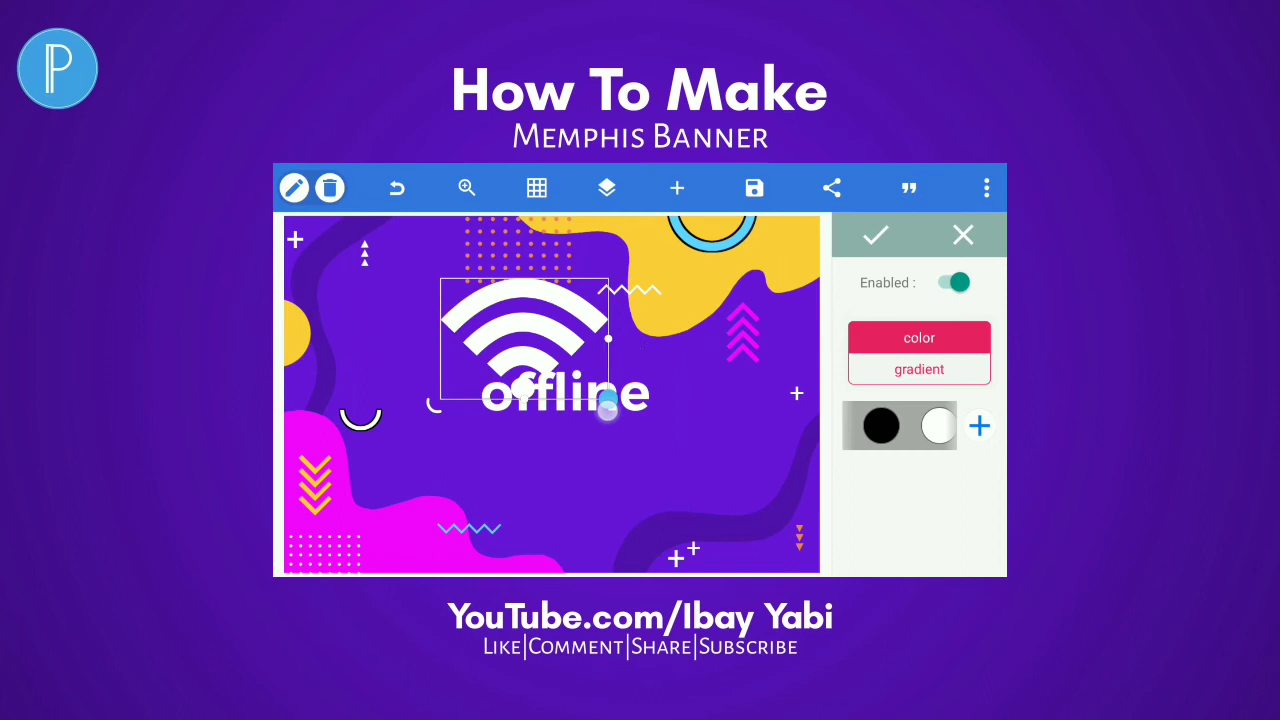 P
How To Make
Memphis Banner
Enabled :
color
gradient
offline
YouTube.com/Ibay Yabi
Like|Comment|Share|Subscribe